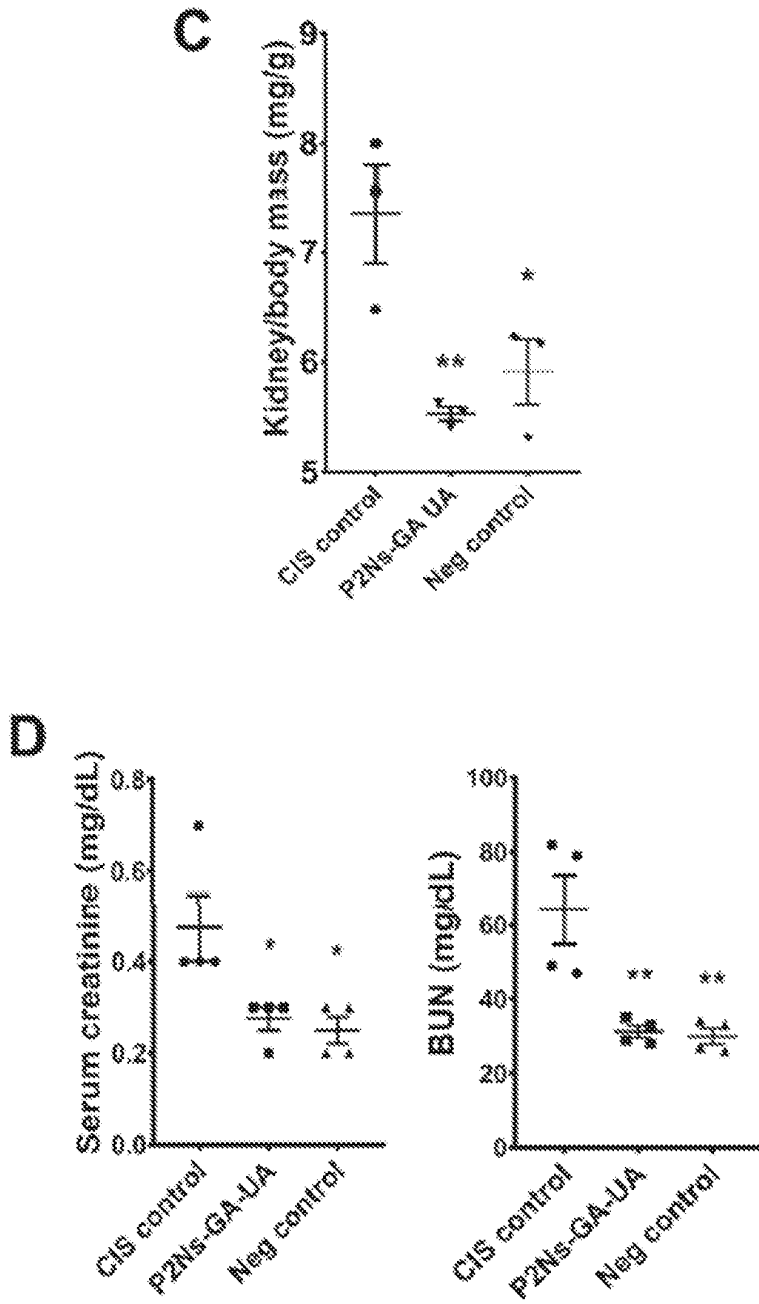 C
Kidney/body mass (mg/g)
9
8
7
6
5
*
**
CIS control
P2Ns-GA UA
Neg control
D
Serum creatinine (mg/dL)
0.8
0.6
0.4
0.2
0.0
*
*
CIS control
P2Ns-GA-UA
Neg control
BUN (mg/dL)
100
80
60
40
20
0
**
**
CIS control
P2Ns-GA-UA
Neg control